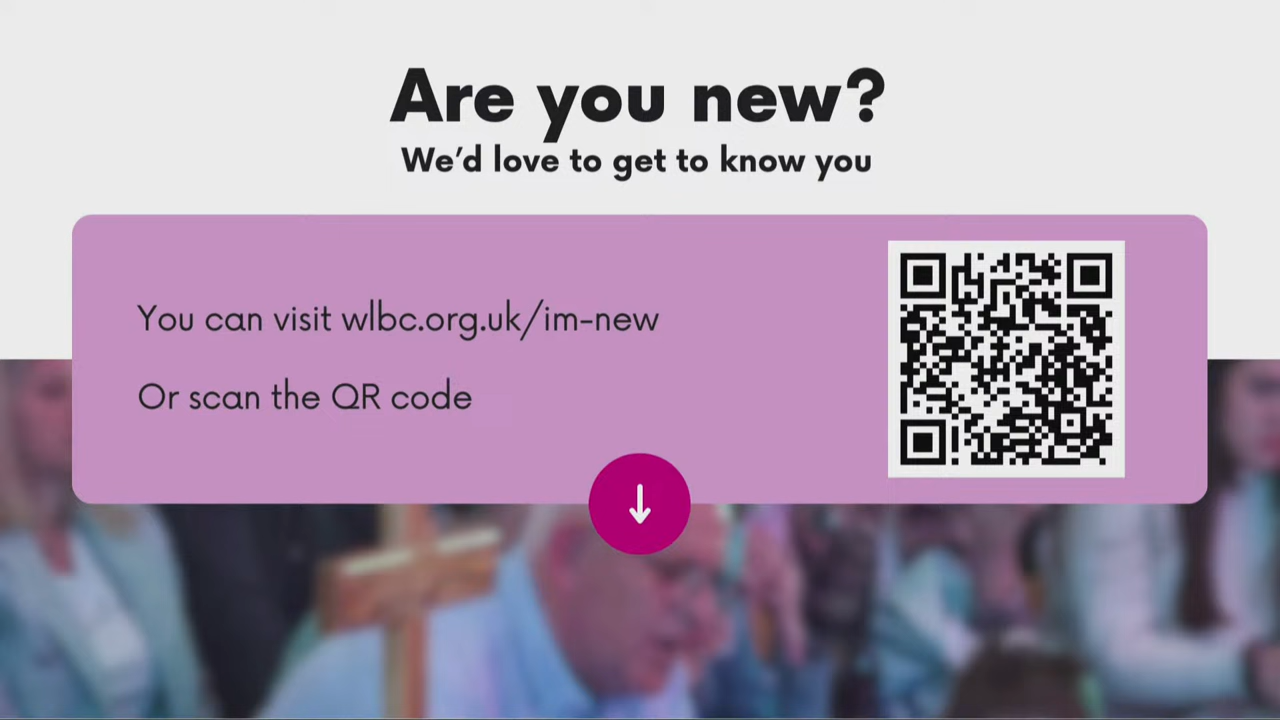 Are you new?
We'd love to get to know you
You can visit wlbc.org.uk/im-new
Or scan the QR code